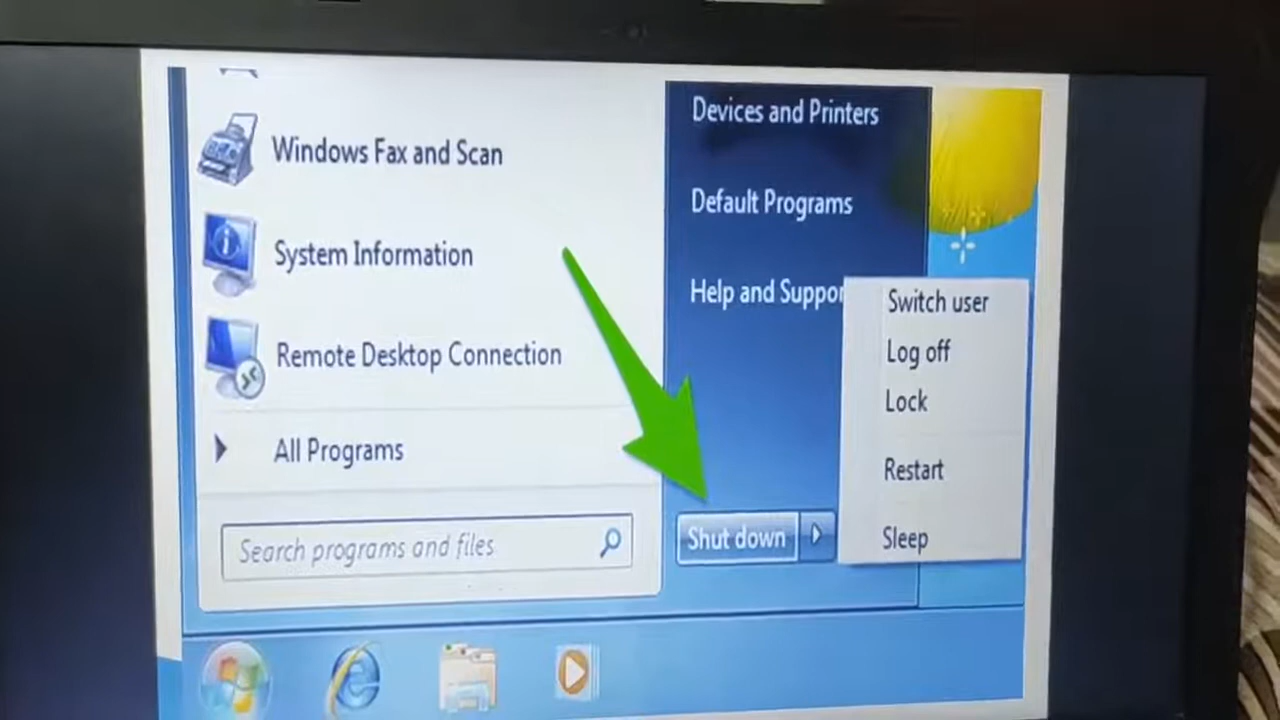 Windows Fax and Scan
System Information
Remote Desktop Connection
All Programs
Search programs and files
Devices and Printers
Default Programs
Help and Suppor
Shut down
Switch user
Log off
Lock
Restart
Sleep